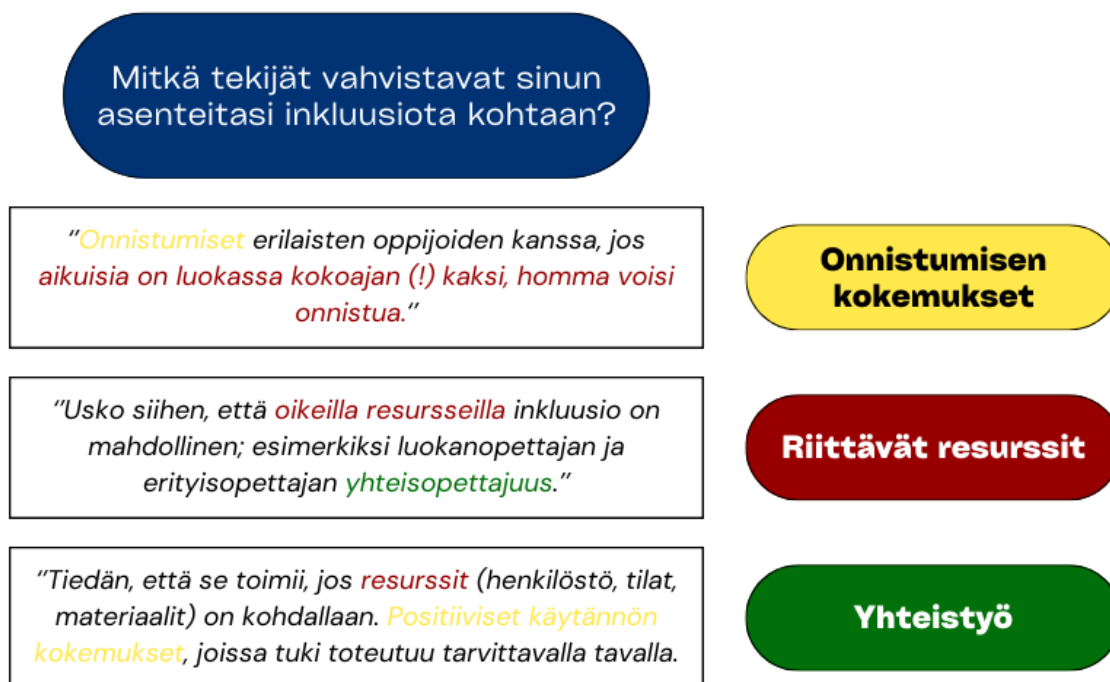 Mitkä tekijät vahvistavat sinun
asenteitasi inkluusiota kohtaan?
“Onnistumiset erilaisten oppijoiden kanssa, jos
aikuisia on luokassa kokoajan (!) kaksi, homma voisi
onnistua.”
Onnistumisen
kokemukset
“Usko siihen, että oikeilla resursseilla inkluusio on
mahdollinen; esimerkiksi luokanopettajan ja
erityisopettajan yhteisopettajuus.”
Riittävät resurssit
“Tiedän, että se toimii, jos resurssit (henkilöstö, tilat,
materiaalit) on kohdallaan. Positiiviset käytännön
kokemukset, joissa tuki toteutuu tarvittavalla tavalla.
Yhteistyö